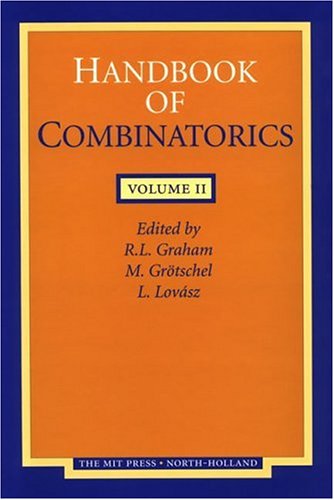 HANDBOOK
OF
COMBINATORICS
VOLUME II
Edited by
R.L. Graham
M. Grötschel
L. Lovász
THE MIT PRESS • NORTH-HOLLAND